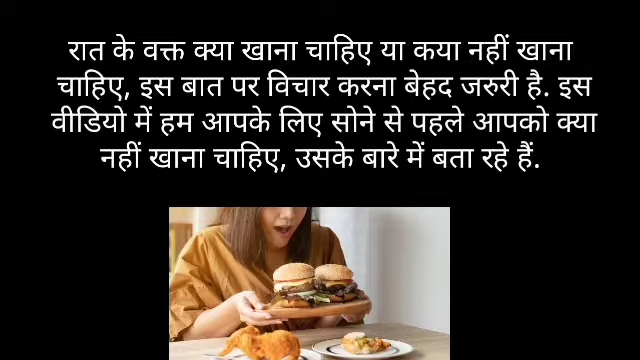 रात के वक्त क्या खाना चाहिए या कया नहीं खाना
चाहिए, इस बात पर विचार करना बेहद जरुरी है. इस
वीडियो में हम आपके लिए सोने से पहले आपको क्या
नहीं खाना चाहिए, उसके बारे में बता रहे हैं.